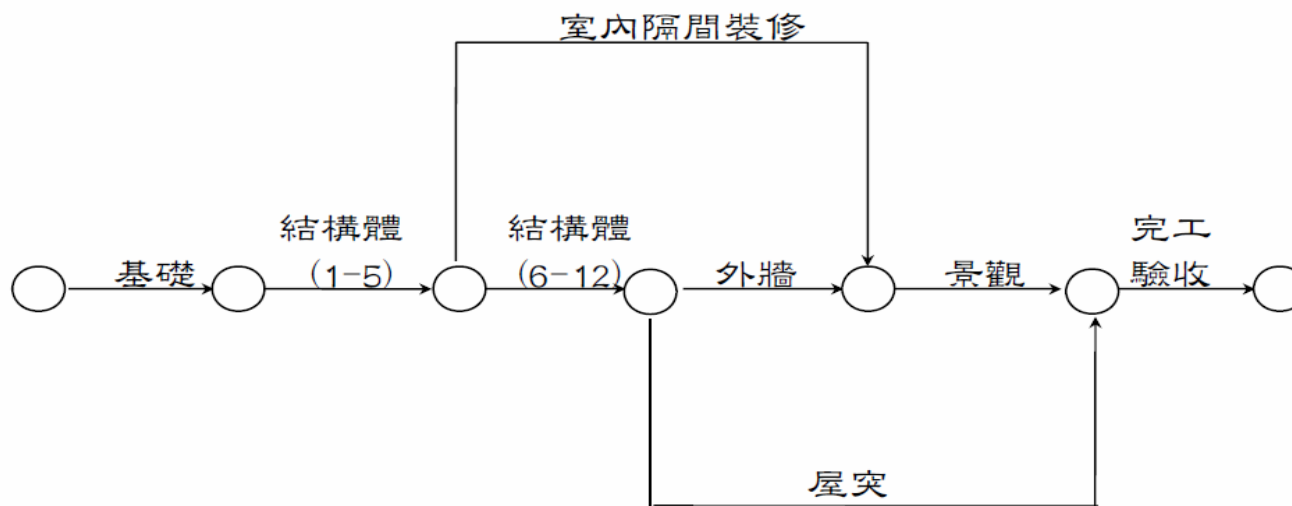 室內隔間裝修
結構體
(1-5)
結構體
(6-12)
完工
驗收
基礎
外牆
景觀
屋突